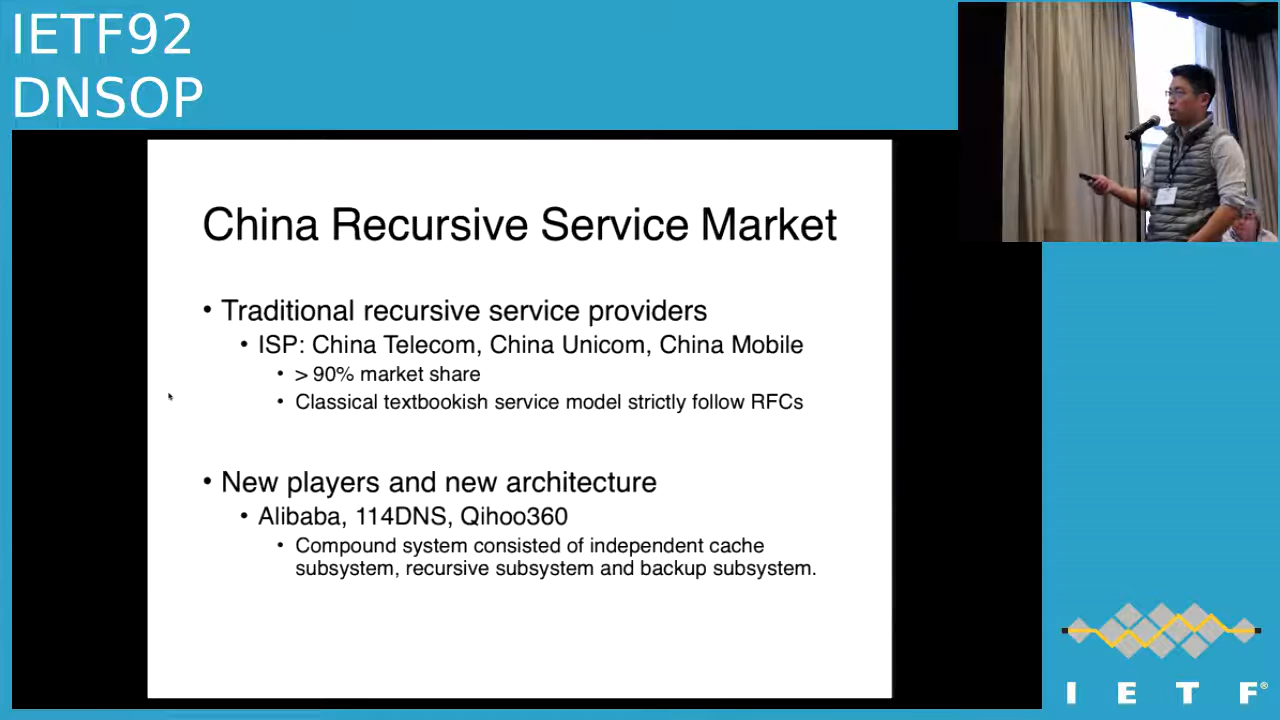 IETF92
DNSOP
China Recursive Service Market
• Traditional recursive service providers
• ISP: China Telecom, China Unicom, China Mobile
• > 90% market share
• Classical textbookish service model strictly follow RFCs
• New players and new architecture
• Alibaba, 114DNS, Qihoo360
• Compound system consisted of independent cache
subsystem, recursive subsystem and backup subsystem.
I E T F®